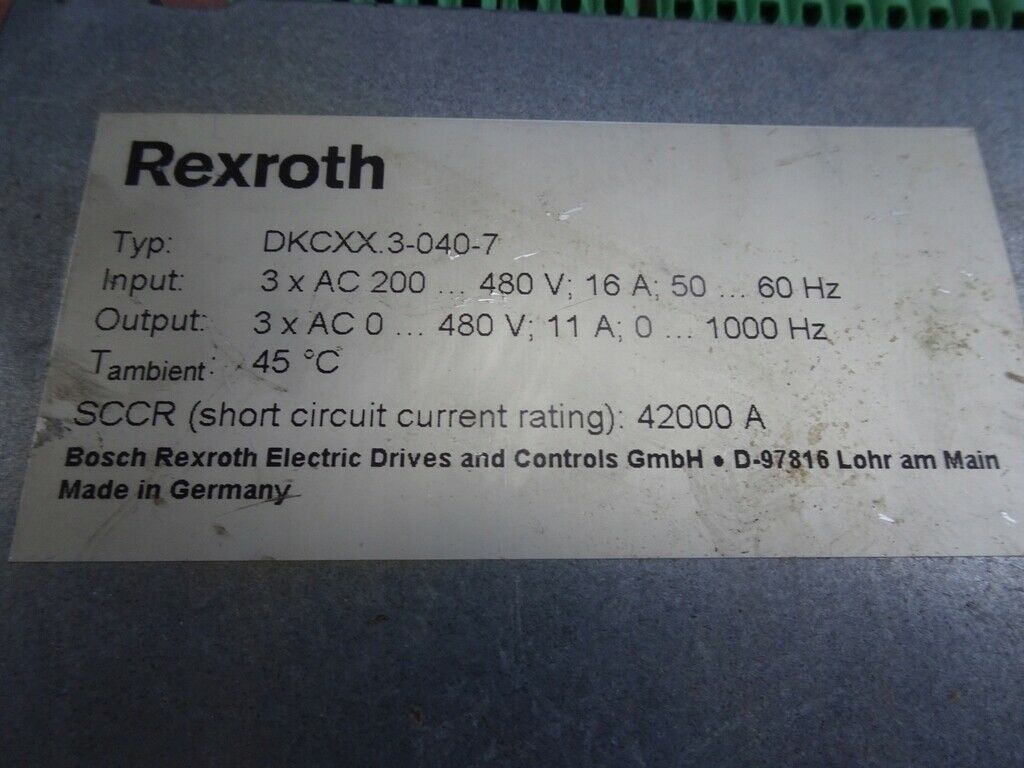 Rexroth
Typ: DKCXX.3-040-7
Input: 3 x AC 200 ... 480 V; 16 A; 50 ... 60 Hz
Output: 3 x AC 0 ... 480 V; 11 A; 0 ... 1000 Hz
Tambient: 45 °C
SCCR (short circuit current rating): 42000 A
Bosch Rexroth Electric Drives and Controls GmbH • D-97816 Lohr am Main
Made in Germany